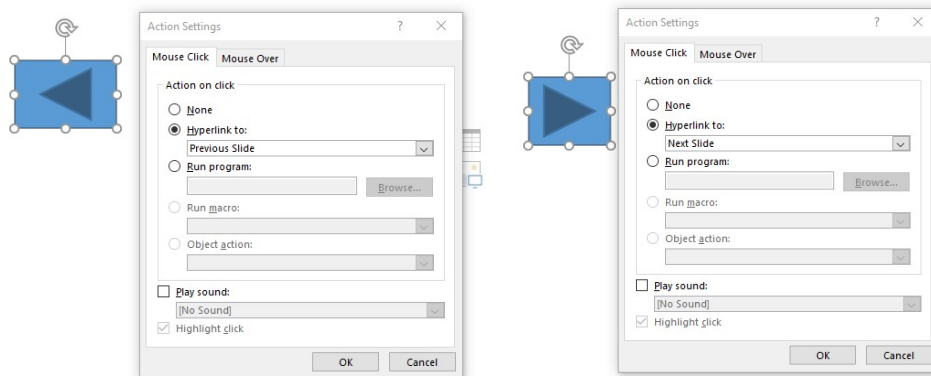 Action Settings
?
Mouse Click
Mouse Over
Action on click
None
Hyperlink to:
Previous Slide
Run program:
Browse...
Run macro:
Object action:
Play sound:
[No Sound]
Highlight click
OK
Cancel
Action Settings
?
Mouse Click
Mouse Over
Action on click
None
Hyperlink to:
Next Slide
Run program:
Browse...
Run macro:
Object action:
Play sound:
[No Sound]
Highlight click
OK
Cancel